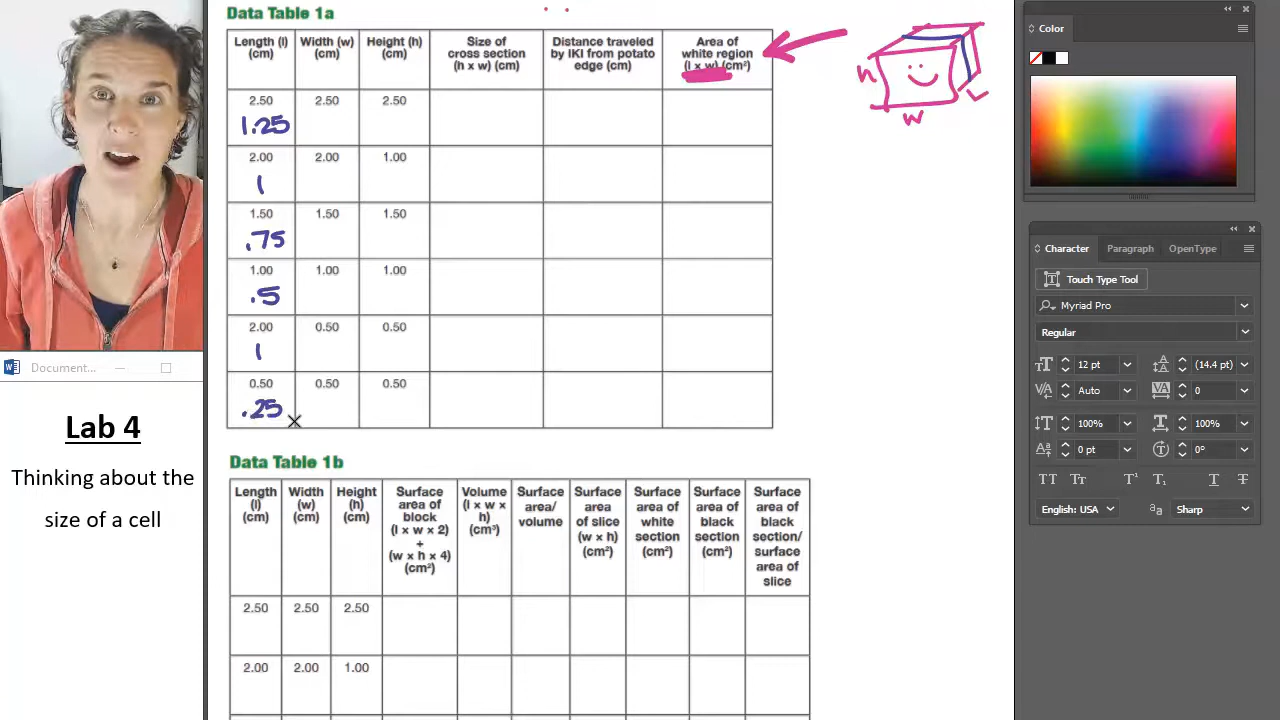 Data Table 1a
Length (l) (cm)
Width (w) (cm)
Height (h) (cm)
Size of cross section (h x w) (cm)
Distance traveled by IKI from potato edge (cm)
Area of white region (l x w) (cm²)
2.50 2.50 2.50
1.25
2.00 2.00 1.00
1
1.50 1.50 1.50
.75
1.00 1.00 1.00
.5
2.00 0.50 0.50
1
0.50 0.50 0.50
.25
h
w
L
Data Table 1b
Length (l) (cm)
Width (w) (cm)
Height (h) (cm)
Surface area of block (l x w x 2) + (w x h x 4) (cm²)
Volume (l x w x h) (cm³)
Surface area/ volume
Surface area of slice (w x h) (cm²)
Surface area of white section (cm²)
Surface area of black section (cm²)
Surface area of black section/ surface area of slice
2.50 2.50 2.50
2.00 2.00 1.00
Document...
Lab 4
Thinking about the
size of a cell
Color
Character Paragraph OpenType
Touch Type Tool
Myriad Pro
Regular
12 pt (14.4 pt)
Auto 0
100% 100%
0 pt 0°
TT Tт T¹ T₁ T T
English: USA aa Sharp